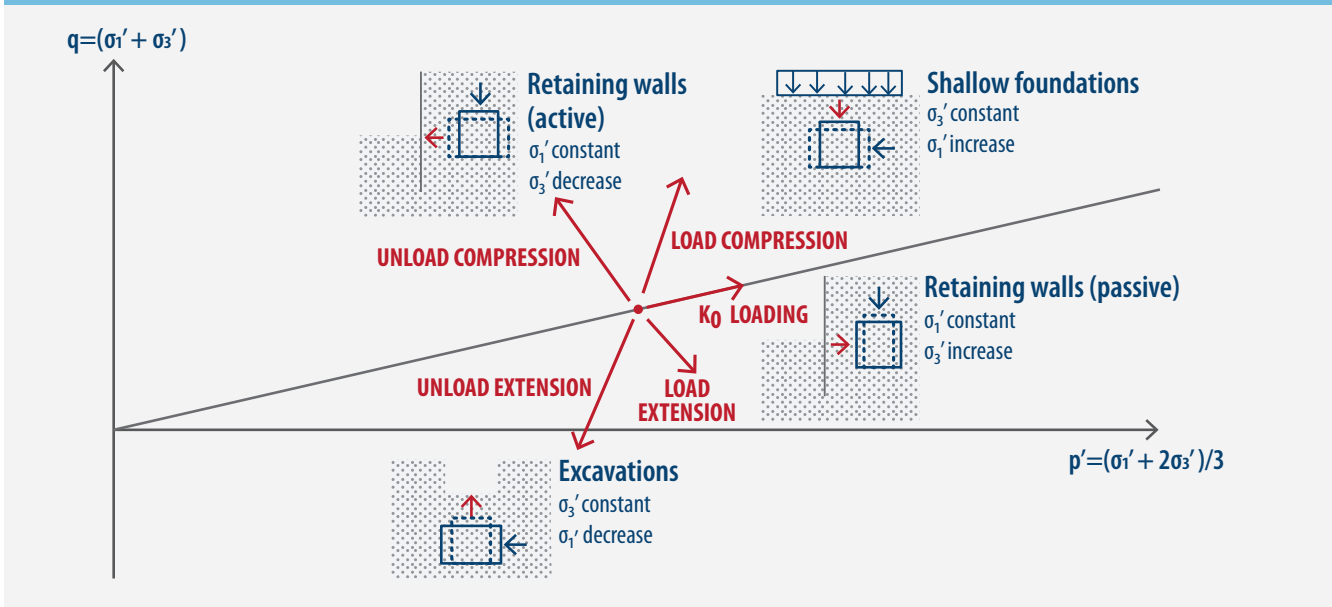 q=(σ₁′ + σ₃′)
Retaining walls
(active)
σ₁′ constant
σ₃′ decrease
Shallow foundations
σ₃′ constant
σ₁′ increase
UNLOAD COMPRESSION
LOAD COMPRESSION
K₀ LOADING
Retaining walls (passive)
σ₁′ constant
σ₃′ increase
UNLOAD EXTENSION
LOAD
EXTENSION
p′=(σ₁′ + 2σ₃′)/3
Excavations
σ₃′ constant
σ₁′ decrease